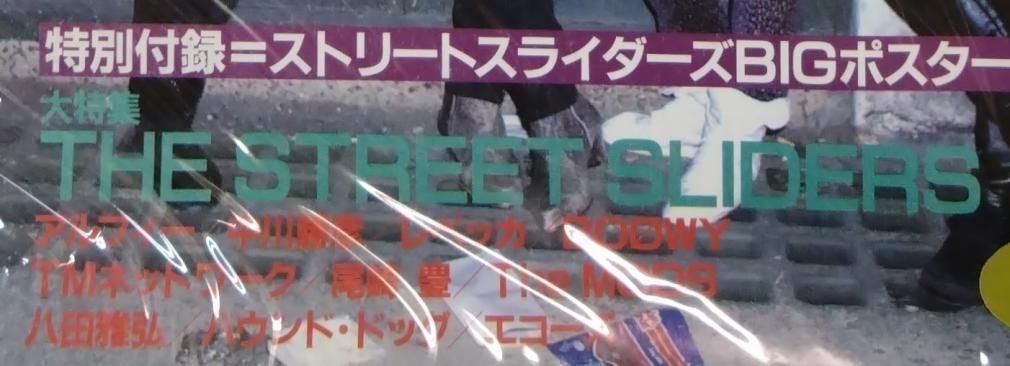 特別付録=ストリートスライダーズBIGポスター
大特集
THE STREET SLIDERS
アルフィー/中川勝彦/レベッカ/BOØWY
TMネットワーク/尾崎 豊/The MODS
八田雅弘/ハウンド・ドッグ/エコーズ